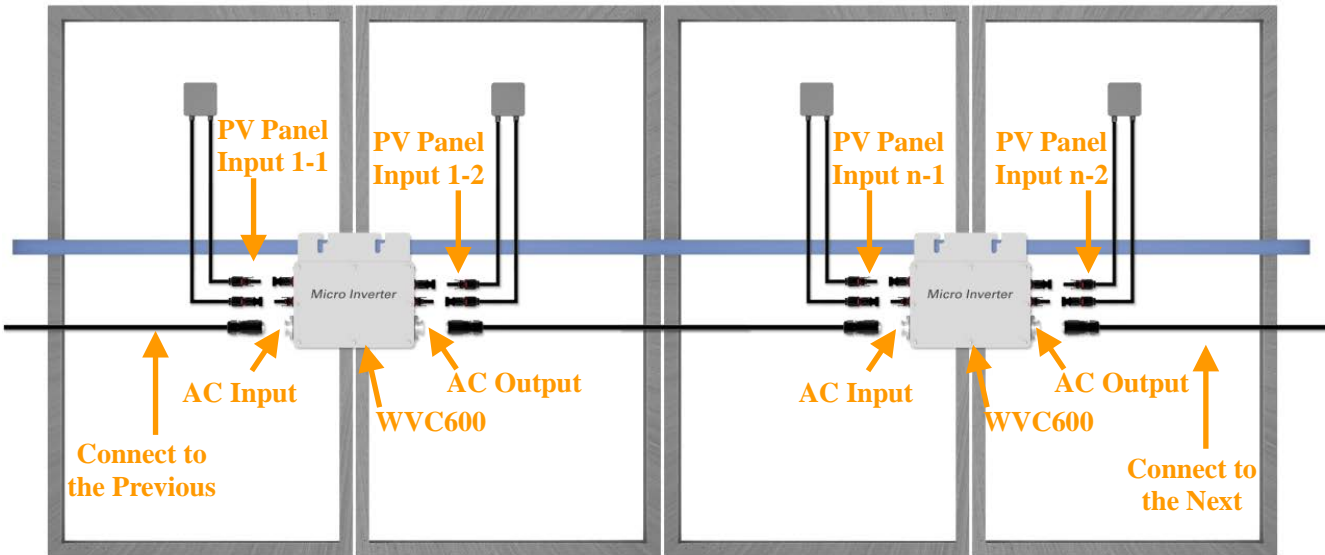 PV Panel
Input 1-1
PV Panel
Input 1-2
PV Panel
Input n-1
PV Panel
Input n-2
Micro Inverter
Micro Inverter
AC Input
AC Output
WVC600
AC Input
AC Output
WVC600
Connect to
the Previous
Connect to
the Next